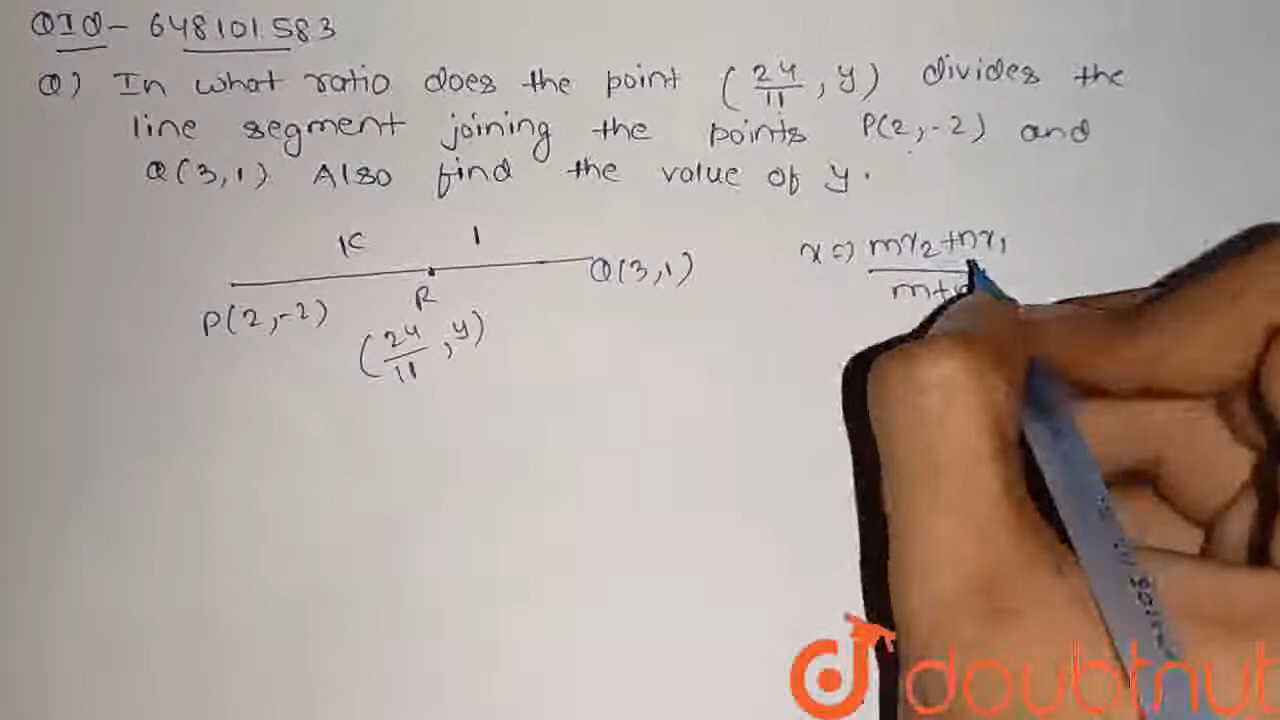 QID- 648101583
Q) In what ratio does the point (24/11, y) divides the
line segment joining the points P(2,-2) and
Q(3,1) Also find the value of y.
K 1
P(2,-2) R Q(3,1)
(24/11, y)
x => mx2+nx1
m+
doubtnut